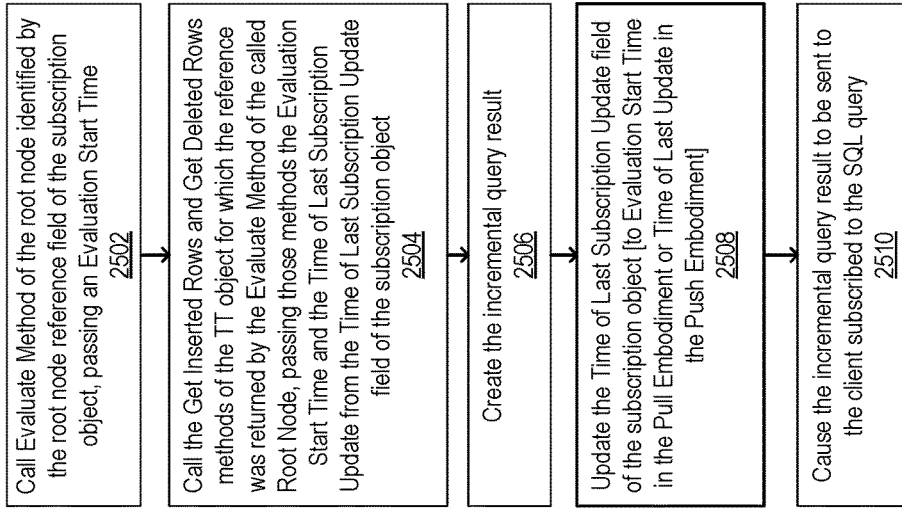 Call Evaluate Method of the root node identified by
the root node reference field of the subscription
object, passing an Evaluation Start Time
2502
Call the Get Inserted Rows and Get Deleted Rows
methods of the TT object for which the reference
was returned by the Evaluate Method of the called
Root Node, passing those methods the Evaluation
Start Time and the Time of Last Subscription
Update from the Time of Last Subscription Update
field of the subscription object
2504
Create the incremental query result
2506
Update the Time of Last Subscription Update field
of the subscription object [to Evaluation Start Time
in the Pull Embodiment or Time of Last Update in
the Push Embodiment]
2508
Cause the incremental query result to be sent to
the client subscribed to the SQL query
2510